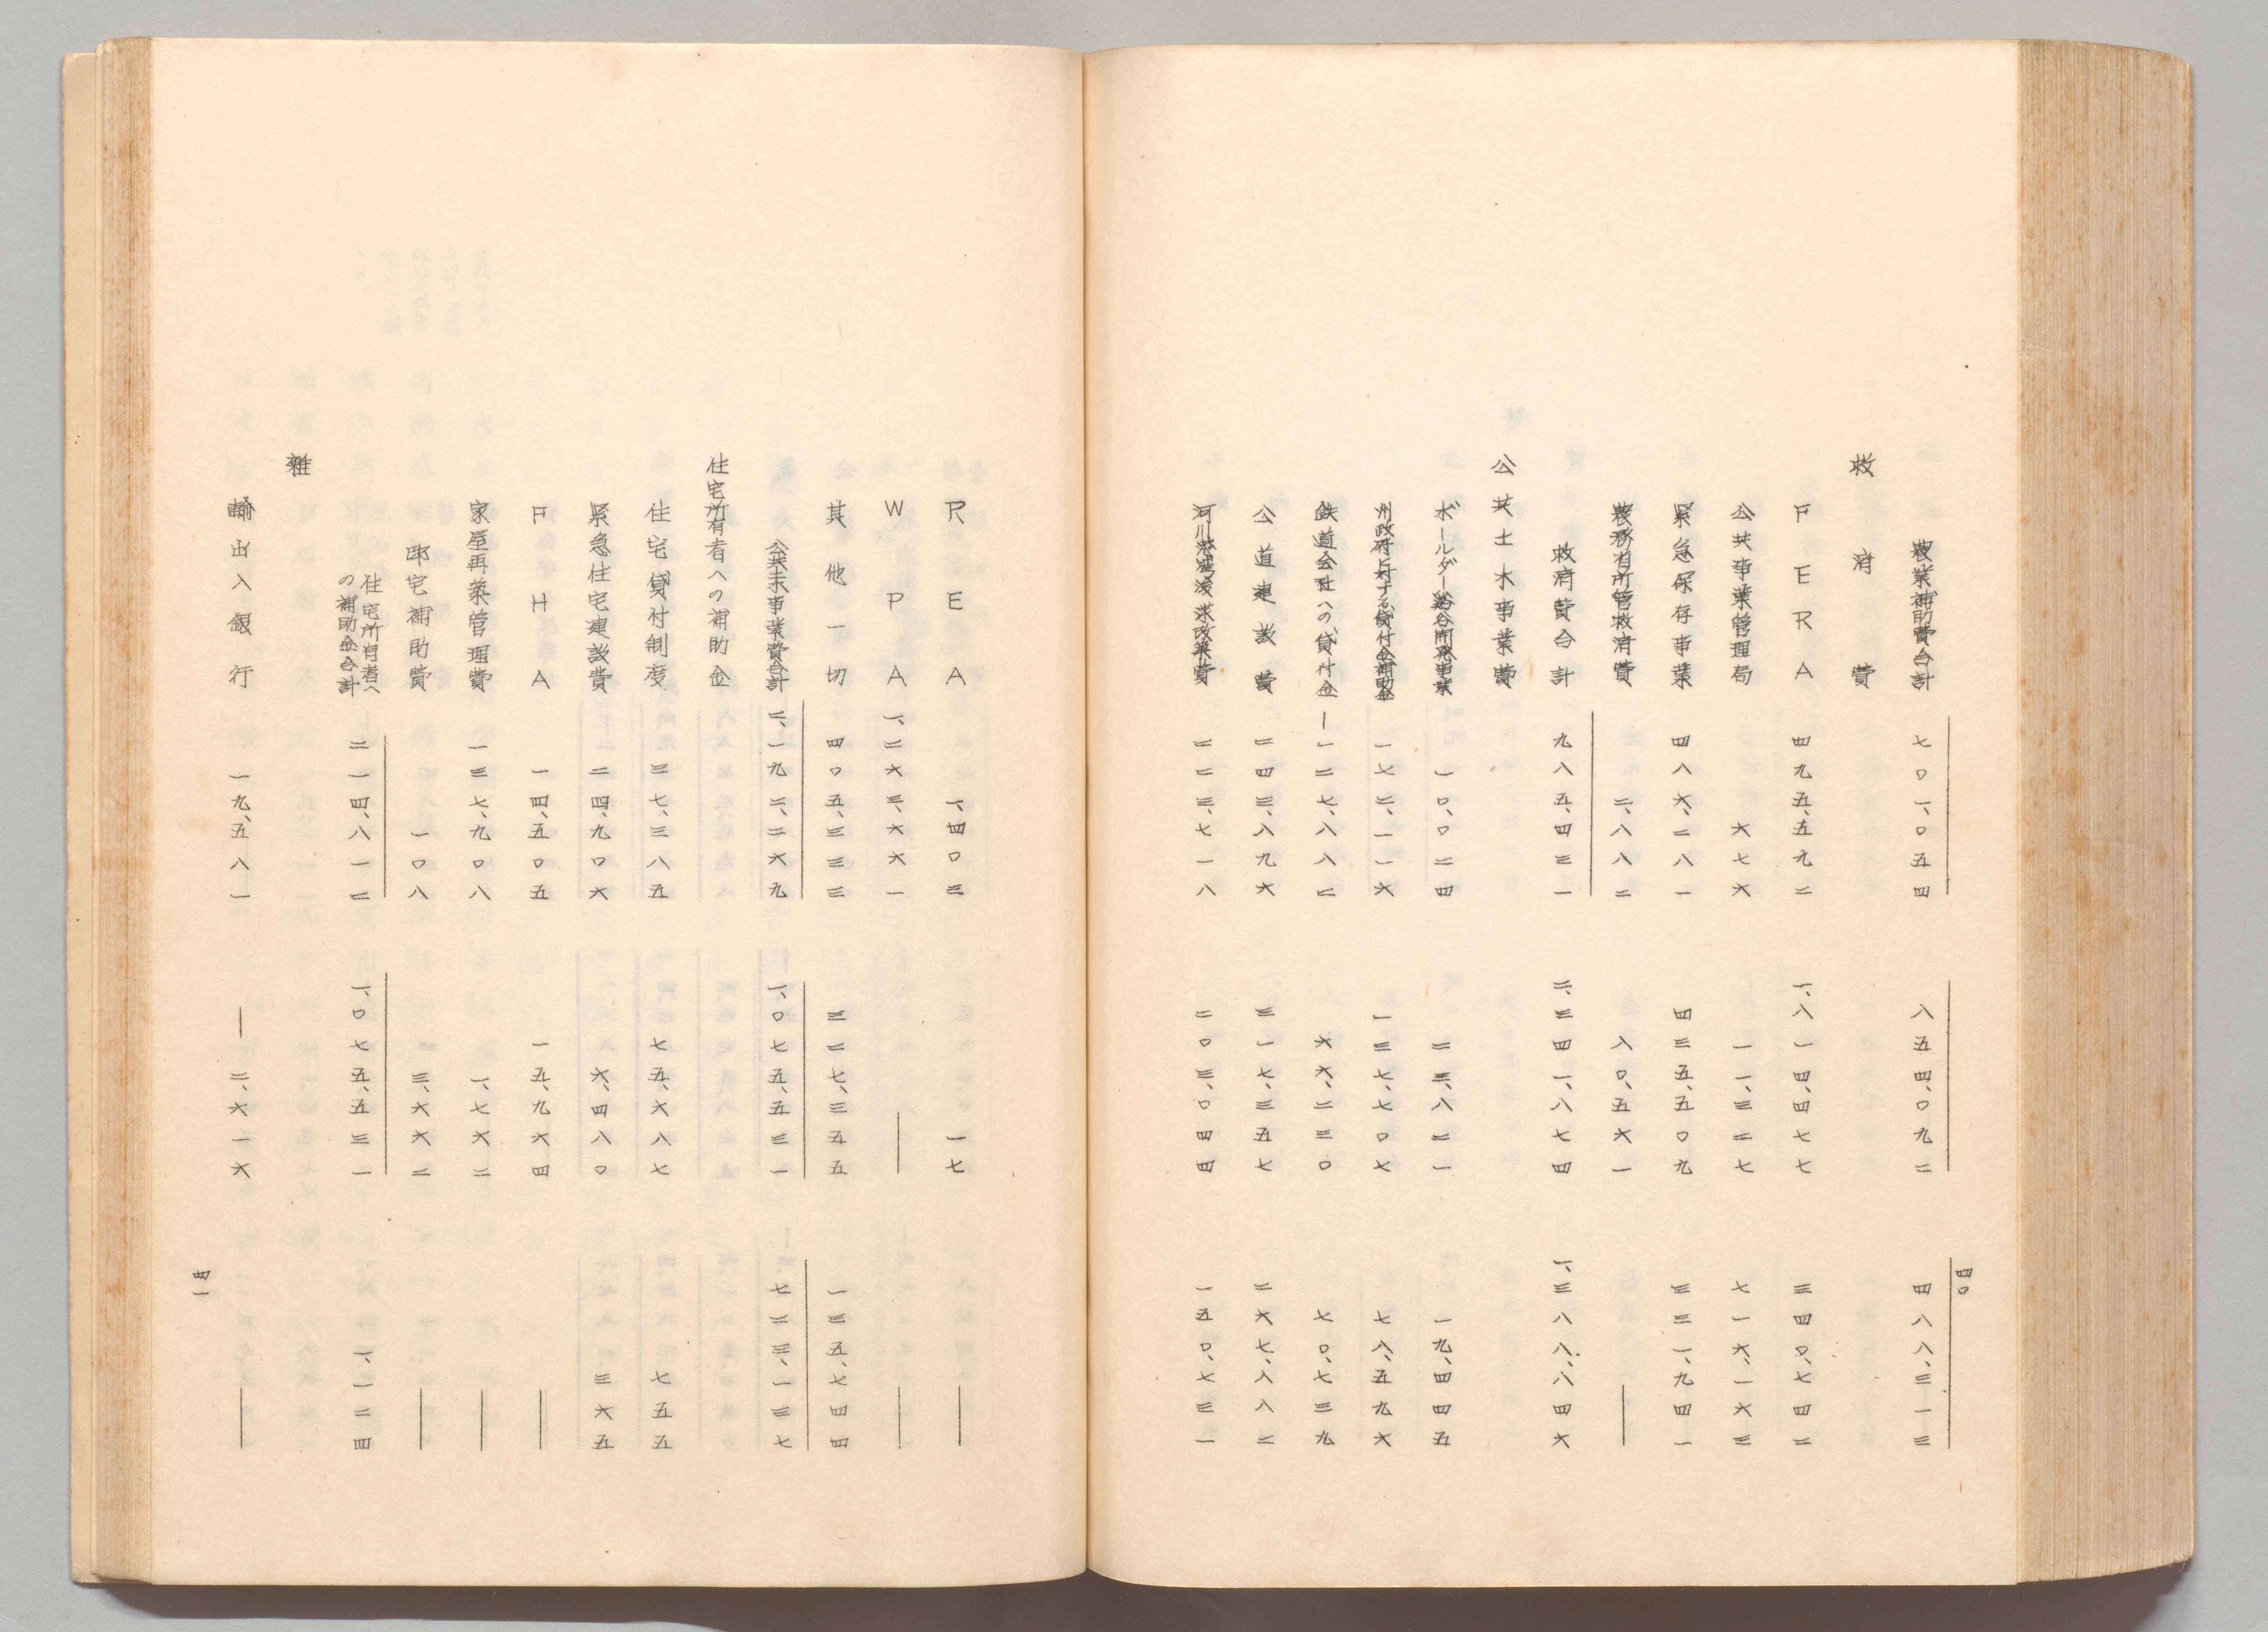 農業補助費合計 七〇一、〇五四 八五四、〇九二 四八八、三一三
救済費
FERA 四九五、五九二 一、八一四、四七七 三四〇、七四二
公共事業管理局 六七六 一一、三二七 七一六、一六三
緊急保存事業 四八六、二八一 四三五、五〇九 三三一、九四一
農務省所管救済費 二、八八二 八〇、五六一 ―
救済費合計 九八五、四三一 二、三四一、八七四 一、三八八、八四六
公共土木事業費
ボールダー谿谷開発事業 一〇、〇二四 二三、八二一 一九、四四五
州政府に対する貸付金補助金 一七二、一一六 一三七、七〇七 七八、五九六
鉄道会社への貸付金 ―一二七、八八二 六六、二三〇 七〇、七三九
公道建設費 二四三、八九六 三一七、三五七 二六七、八八二
河川港湾浚渫改築費 二二三、七一八 二〇三、〇四四 一五〇、七三一
四〇
REA 一、四〇三 一七 ―
WPA 一、二六三、六六一 ― ―
其他一切 四〇五、三三三 三二七、三五五 一三五、七四四
公共土木事業費合計 二、一九二、二六九 一、〇七五、五三一 七二三、一三七
住宅所有者への補助金
住宅貸付制度 三七、三八五 七五、六八七 七五五
緊急住宅建設費 二四、九〇六 六、四八〇 三六五
FHA 一四、五〇五 一五、九六四 ―
家屋再築管理費 一三七、九〇八 一、七六二 ―
邸宅補助費 一〇八 三、六六二 ―
住宅所有者へ
の補助金合計 二一四、八一二 一、〇七五、五三一 一、一二四
雑
輸出入銀行 一九、五八一 ―二、六一六 ―
四一